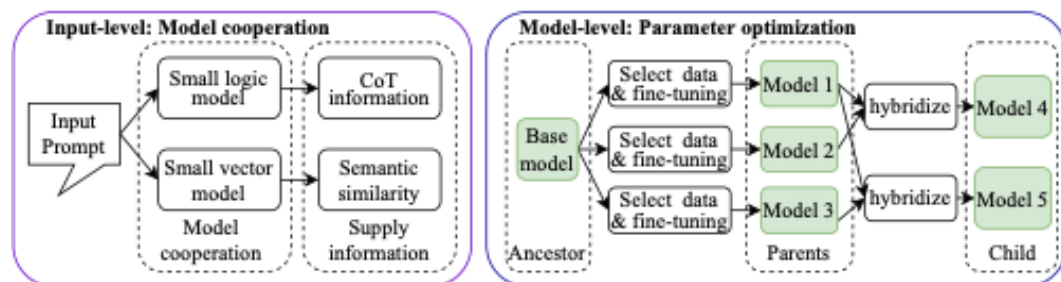 Input-level: Model cooperation
Input
Prompt
Small logic
model
CoT
information
Small vector
model
Semantic
similarity
Model
cooperation
Supply
information
Model-level: Parameter optimization
Base
model
Ancestor
Select data
& fine-tuning
Select data
& fine-tuning
Select data
& fine-tuning
Model 1
Model 2
Model 3
Parents
hybridize
hybridize
Model 4
Model 5
Child